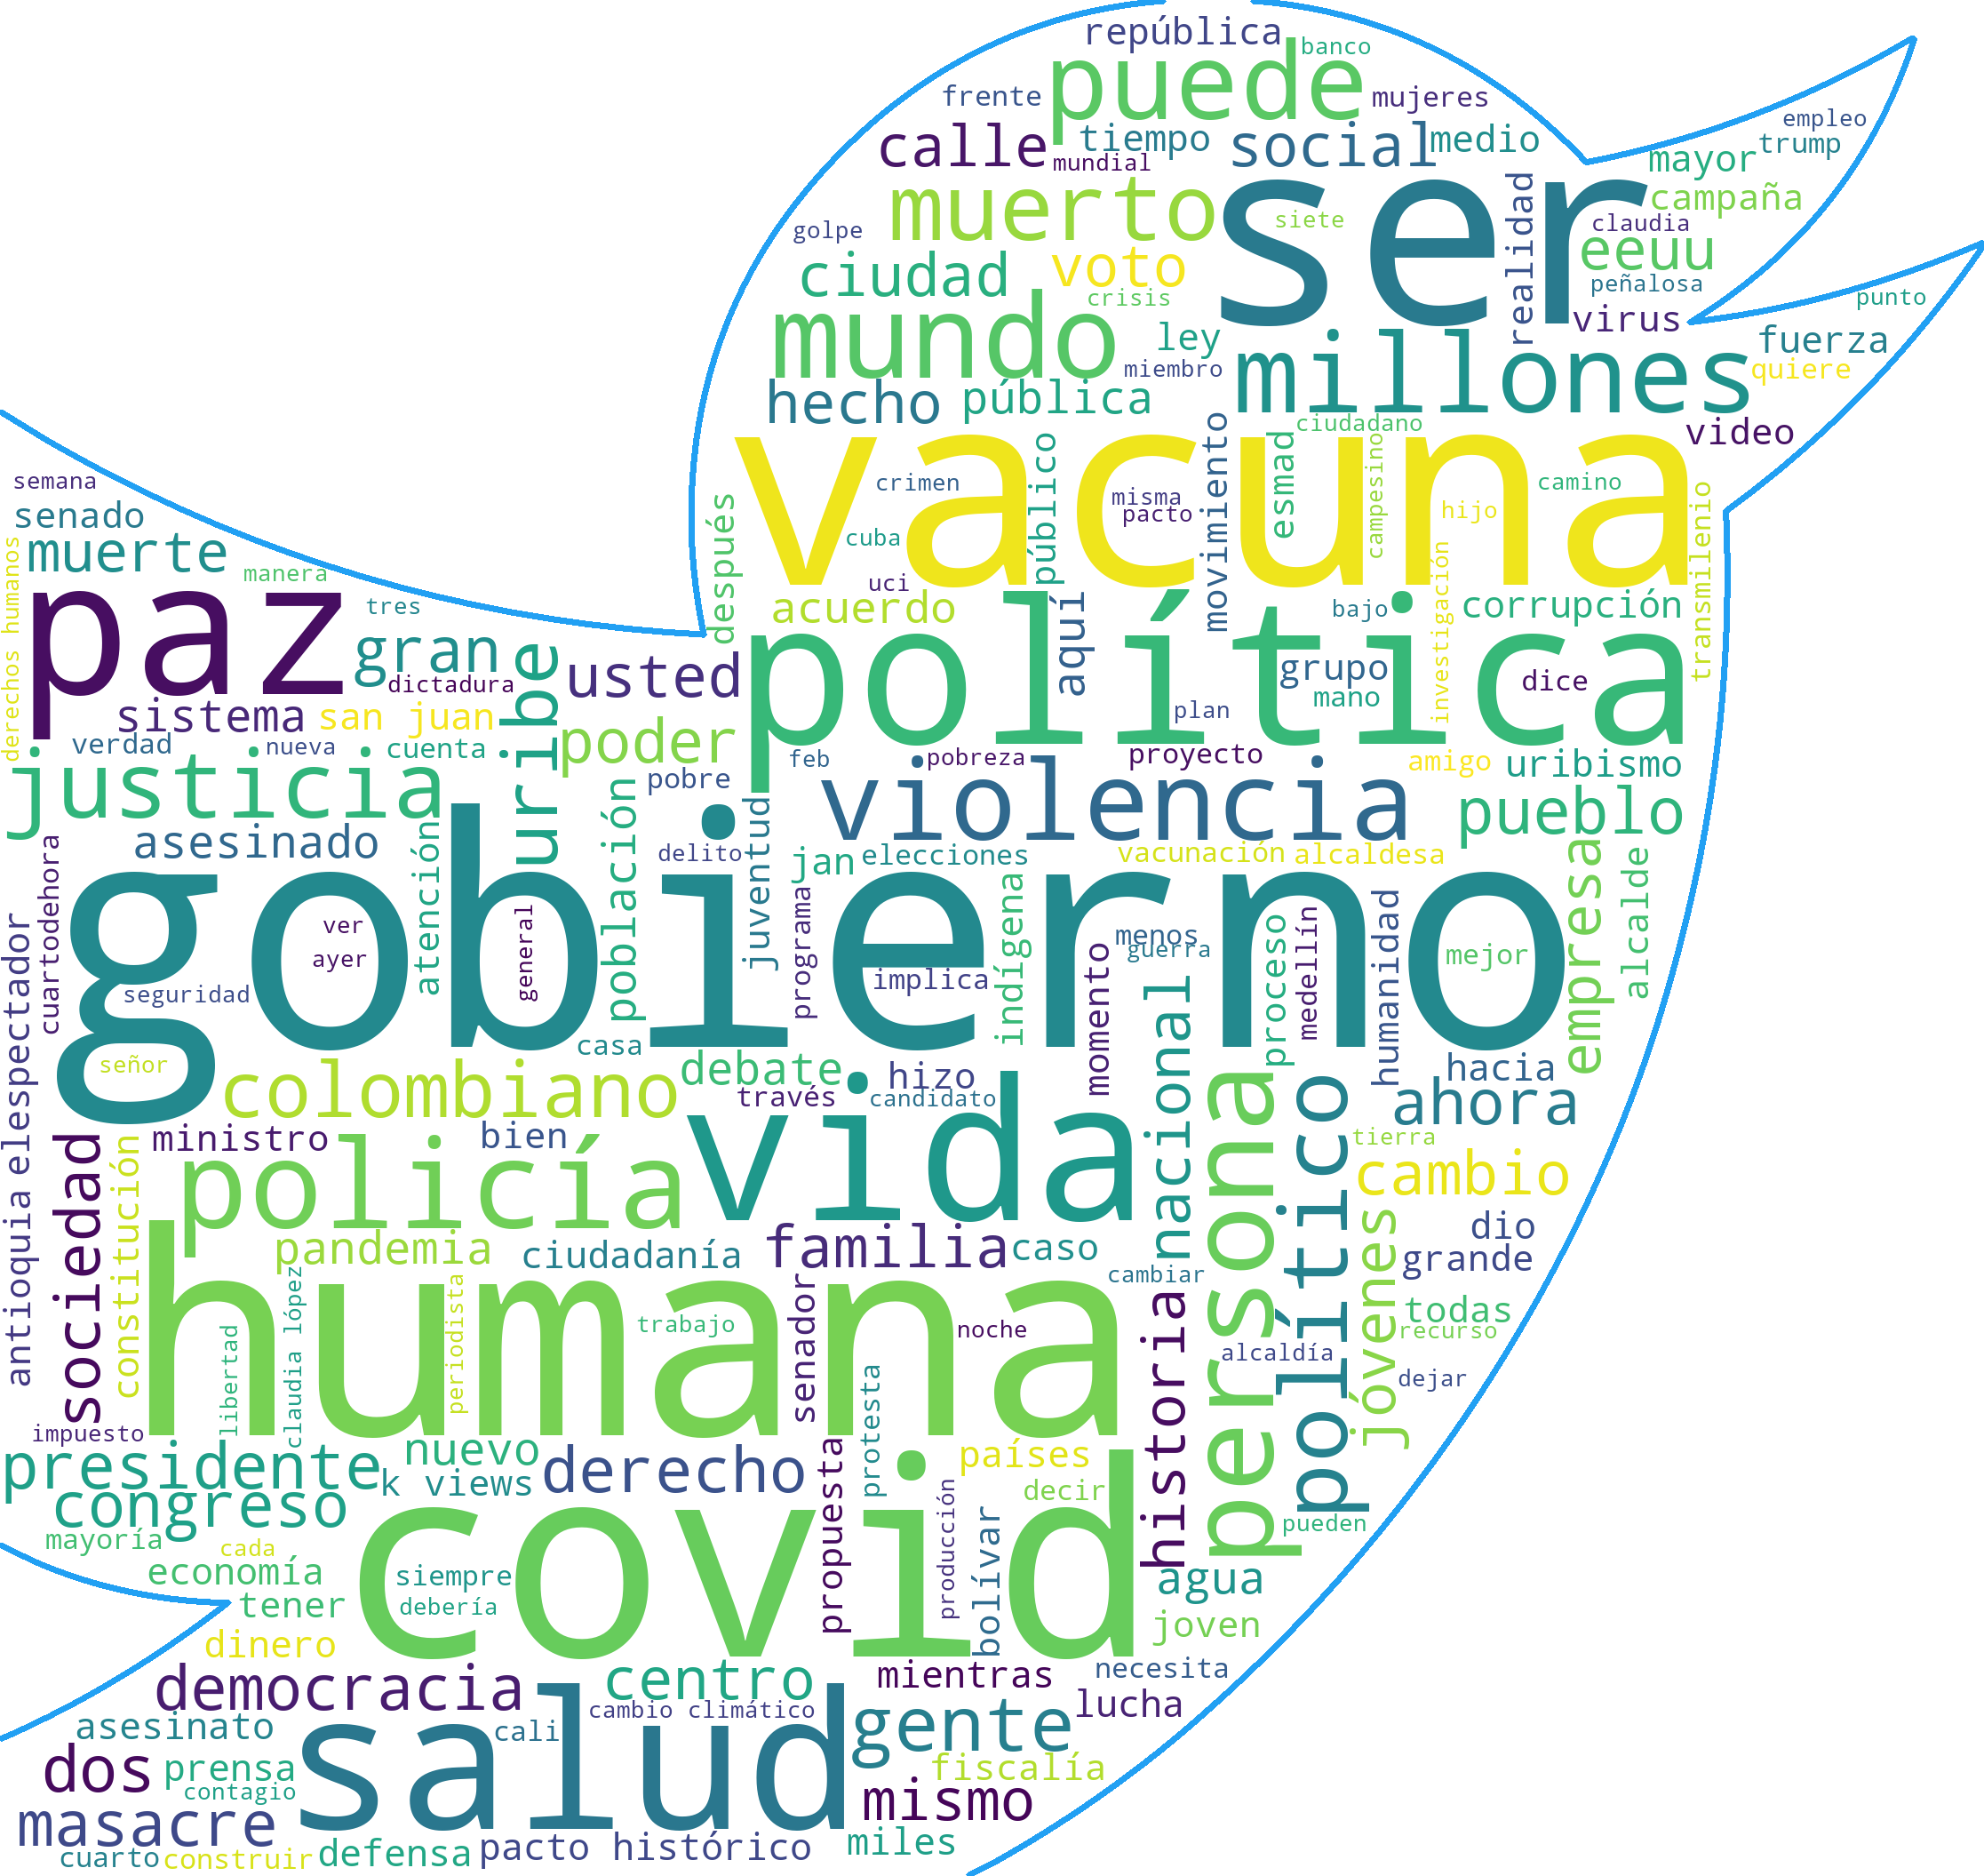 república
banco
puede
frente
mujeres
empleo
calle
tiempo
social
medio
trump
mundial
mayor
muerto
ser
realidad
campaña
siete
claudia
golpe
voto
eeuu
ciudad
peñalosa
crisis
punto
mundo
virus
ley
fuerza
millones
miembro
quiere
hecho
pública
ciudadano
video
vacuna
público
movimiento
esmad
campesino
semana
crimen
misma
camino
senado
después
pacto
hijo
transmilenio
cuba
muerte
derechos humanos
manera
uci
investigación
paz
tres
acuerdo
aquí
bajo
corrupción
política
gran
uribe
usted
grupo
dice
dictadura
mano
sistema
san juan
plan
poder
verdad
nueva
cuenta
feb
pobreza
proyecto
amigo
uribismo
justicia
pobre
violencia
pueblo
asesinado
atención
población
juventud
delito
jan
elecciones
vacunación
alcaldesa
empresa
alcalde
cuartodehora
gobierno
programa
indígena
proceso
medellín
humanidad
ver
general
menos
guerra
mejor
ayer
momento
elespectador
seguridad
implica
nacional
casa
señor
debate
hizo
hacia
colombiano
persona
político
través
candidato
ahora
vida
sociedad
constitución
ministro
bien
tierra
policía
cambio
antioquia
pandemia
ciudadanía
familia
caso
jóvenes
dio
grande
humana
claudia lópez
periodista
senador
cambiar
historia
todas
libertad
trabajo
noche
recurso
alcaldía
protesta
dejar
impuesto
presidente
nuevo
derecho
propuesta
países
k views
covid
congreso
producción
decir
bolívar
pueden
mayoría
cada
economía
siempre
agua
tener
debería
joven
dinero
democracia
centro
mientras
necesita
salud
cambio climático
lucha
asesinato
cali
gente
dos
prensa
fiscalía
contagio
mismo
masacre
defensa
pacto histórico
miles
cuarto
construir